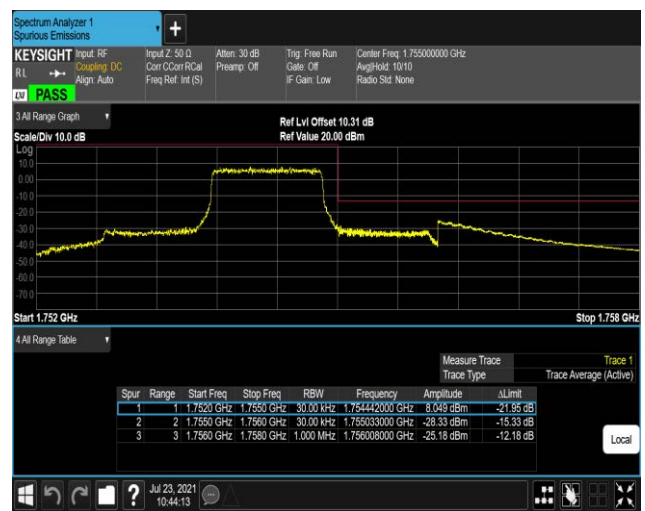 Spectrum Analyzer 1
Spurious Emissions
+
KEYSIGHT Input: RF Input Z: 50 Ω Atten: 30 dB Trig: Free Run Center Freq: 1.755000000 GHz
RL Coupling: DC Corr CCorr RCal Preamp: Off Gate: Off Avg|Hold: 10/10
Align: Auto Freq Ref: Int (S) IF Gain: Low Radio Std: None
LXI PASS
3 All Range Graph
Ref Lvl Offset 10.31 dB
Scale/Div 10.0 dB Ref Value 20.00 dBm
Log
10.0
0.00
-10.0
-20.0
-30.0
-40.0
-50.0
-60.0
-70.0
Start 1.752 GHz Stop 1.758 GHz
4 All Range Table
Measure Trace Trace 1
Trace Type Trace Average (Active)
Spur Range Start Freq Stop Freq RBW Frequency Amplitude ΔLimit
1 1 1.7520 GHz 1.7550 GHz 30.00 kHz 1.754442000 GHz 8.049 dBm -21.95 dB
2 2 1.7550 GHz 1.7560 GHz 30.00 kHz 1.755033000 GHz -28.33 dBm -15.33 dB
3 3 1.7560 GHz 1.7580 GHz 1.000 MHz 1.756008000 GHz -25.18 dBm -12.18 dB
Local
? Jul 23, 2021
10:44:13